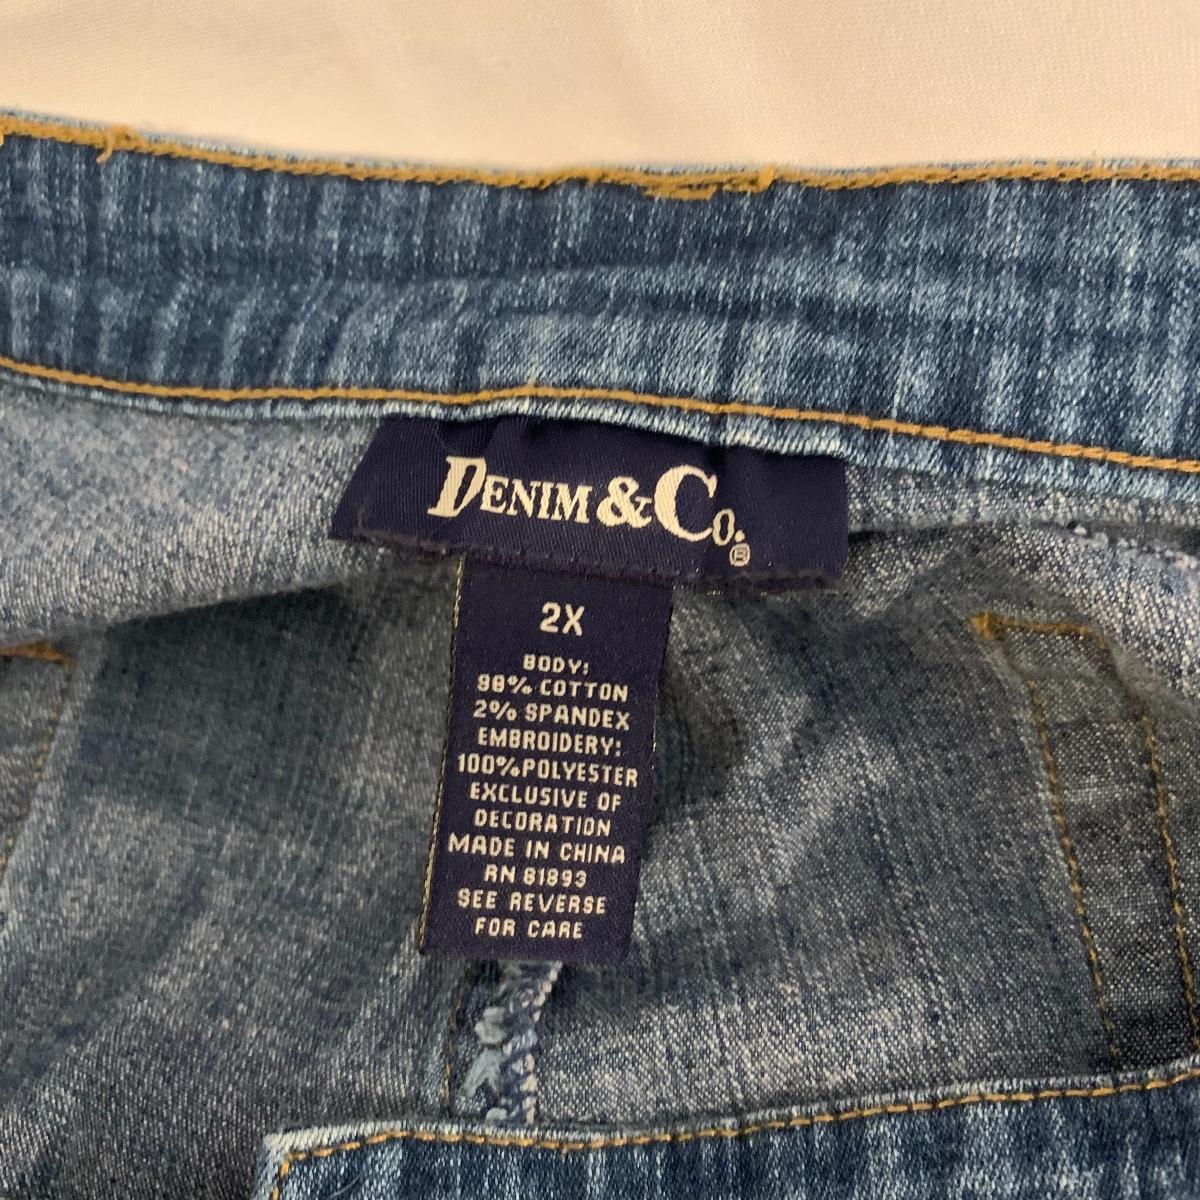 DENIM & CO.®
2X
BODY:
98% COTTON
2% SPANDEX
EMBROIDERY:
100% POLYESTER
EXCLUSIVE OF
DECORATION
MADE IN CHINA
RN 81893
SEE REVERSE
FOR CARE